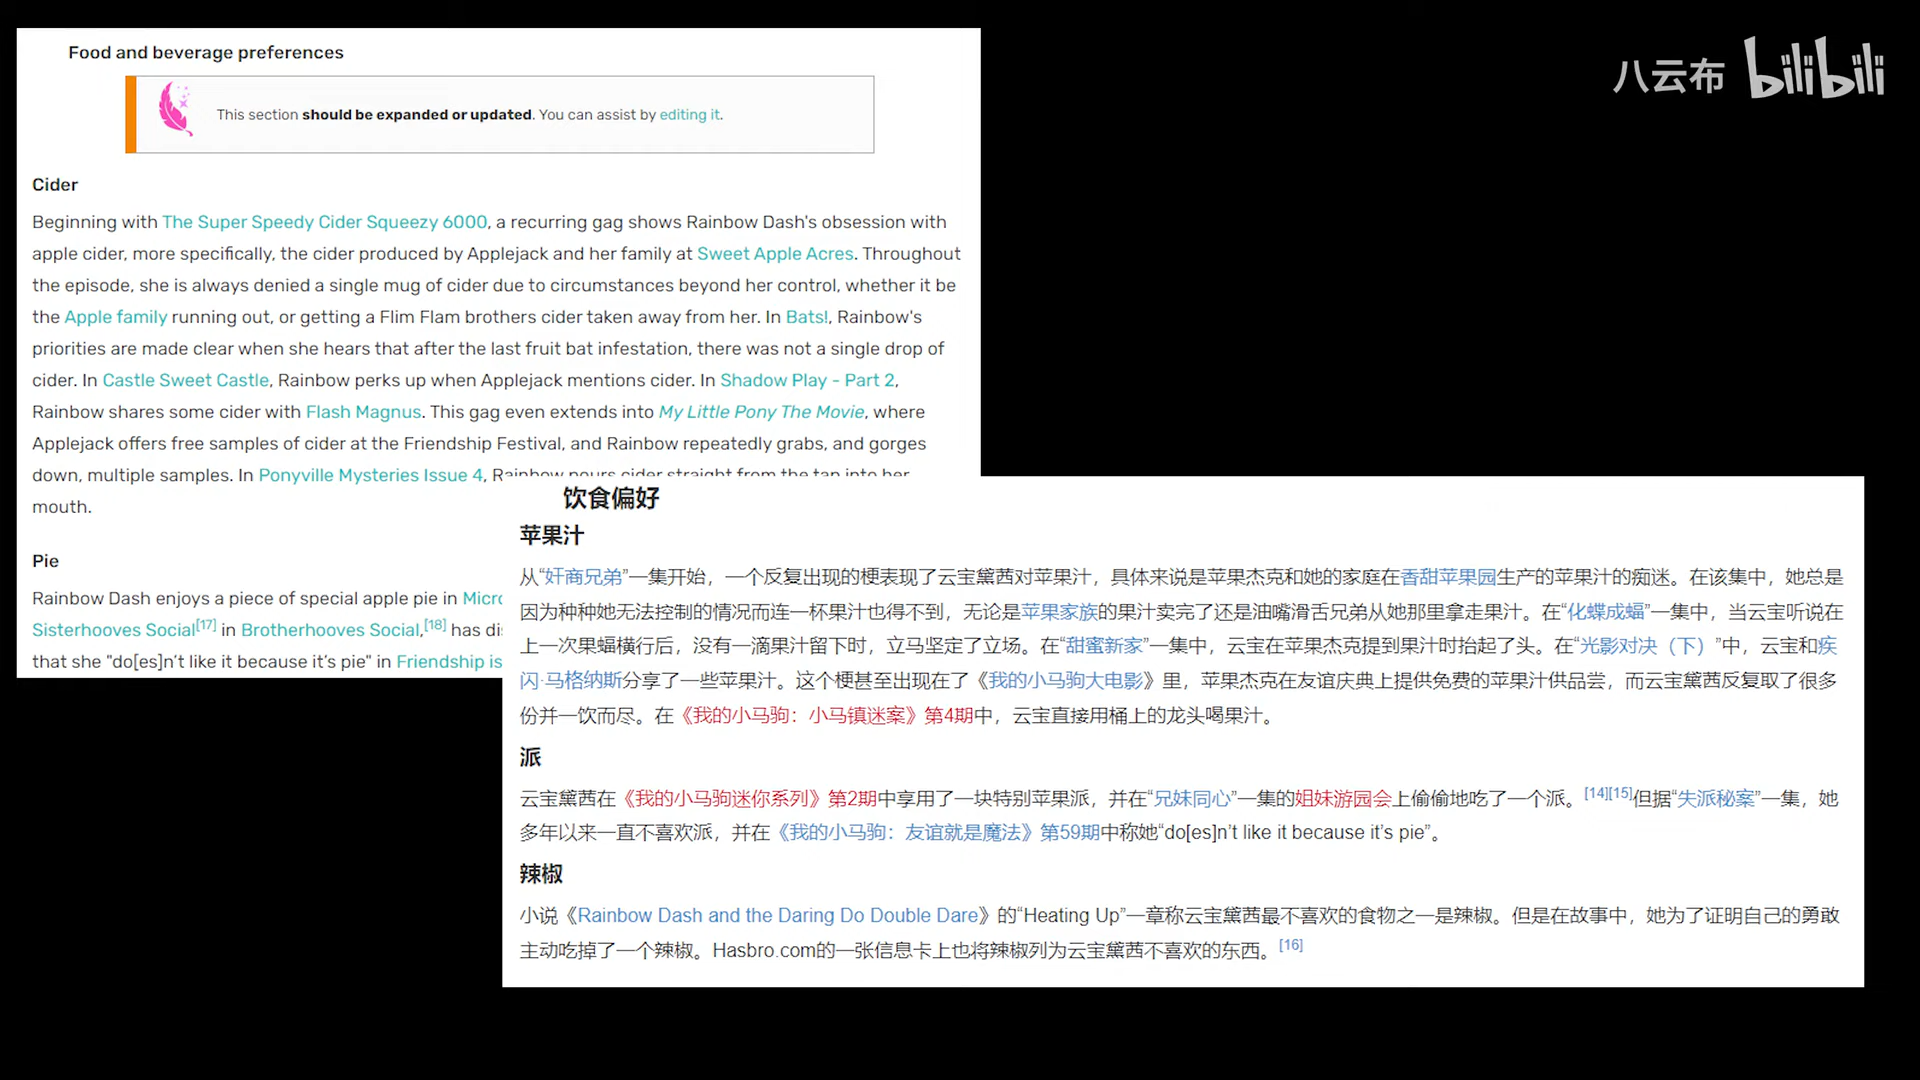 Food and beverage preferences
This section should be expanded or updated. You can assist by editing it.
Cider
Beginning with The Super Speedy Cider Squeezy 6000, a recurring gag shows Rainbow Dash's obsession with
apple cider, more specifically, the cider produced by Applejack and her family at Sweet Apple Acres. Throughout
the episode, she is always denied a single mug of cider due to circumstances beyond her control, whether it be
the Apple family running out, or getting a Flim Flam brothers cider taken away from her. In Bats!, Rainbow's
priorities are made clear when she hears that after the last fruit bat infestation, there was not a single drop of
cider. In Castle Sweet Castle, Rainbow perks up when Applejack mentions cider. In Shadow Play - Part 2,
Rainbow shares some cider with Flash Magnus. This gag even extends into My Little Pony The Movie, where
Applejack offers free samples of cider at the Friendship Festival, and Rainbow repeatedly grabs, and gorges
down, multiple samples. In Ponyville Mysteries Issue 4, Rainbow pours cider straight from the tap into her
mouth.
Pie
Rainbow Dash enjoys a piece of special apple pie in Micro
Sisterhooves Social[17] in Brotherhooves Social,[18] has di
that she "do[es]n't like it because it's pie" in Friendship is
八云布 bilibili
饮食偏好
苹果汁
从“奸商兄弟”一集开始，一个反复出现的梗表现了云宝黛茜对苹果汁，具体来说是苹果杰克和她的家庭在香甜苹果园生产的苹果汁的痴迷。在该集中，她总是
因为种种她无法控制的情况而连一杯果汁也得不到，无论是苹果家族的果汁卖完了还是油嘴滑舌兄弟从她那里拿走果汁。在“化蝶成蝠”一集中，当云宝听说在
上一次果蝠横行后，没有一滴果汁留下时，立马坚定了立场。在“甜蜜新家”一集中，云宝在苹果杰克提到果汁时抬起了头。在“光影对决（下）”中，云宝和疾
闪·马格纳斯分享了一些苹果汁。这个梗甚至出现在了《我的小马驹大电影》里，苹果杰克在友谊庆典上提供免费的苹果汁供品尝，而云宝黛茜反复取了很多
份并一饮而尽。在《我的小马驹：小马镇迷案》第4期中，云宝直接用桶上的龙头喝果汁。
派
云宝黛茜在《我的小马驹迷你系列》第2期中享用了一块特别苹果派，并在“兄妹同心”一集的姐妹游园会上偷偷地吃了一个派。[14][15]但据“失派秘案”一集，她
多年以来一直不喜欢派，并在《我的小马驹：友谊就是魔法》第59期中称她“do[es]n’t like it because it’s pie”。
辣椒
小说《Rainbow Dash and the Daring Do Double Dare》的“Heating Up”一章称云宝黛茜最不喜欢的食物之一是辣椒。但是在故事中，她为了证明自己的勇敢
主动吃掉了一个辣椒。Hasbro.com的一张信息卡上也将辣椒列为云宝黛茜不喜欢的东西。[16]